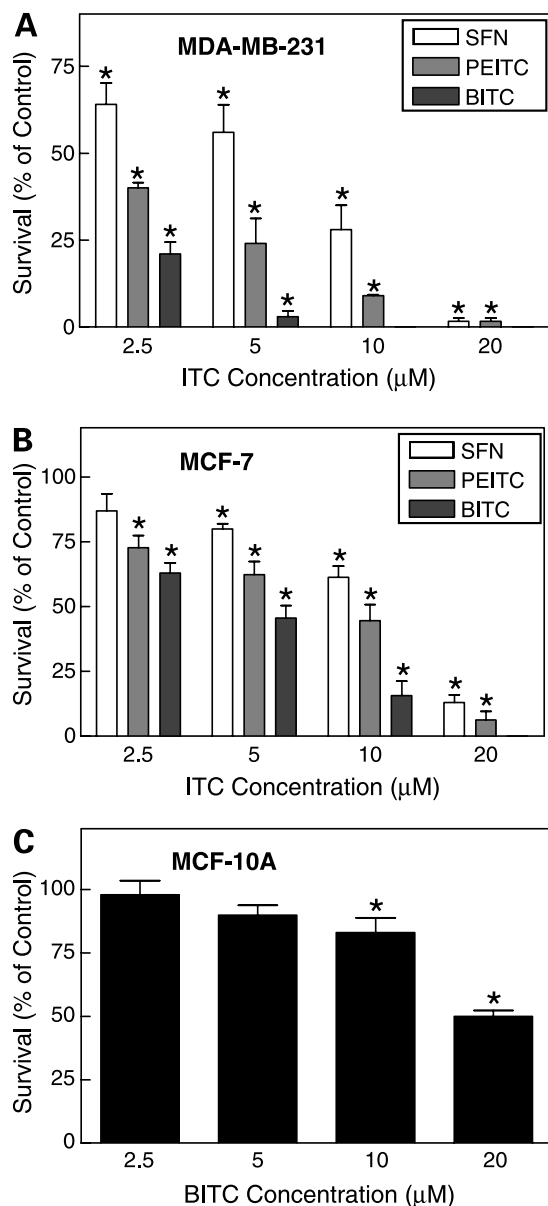 A
MDA-MB-231
SFN
PEITC
BITC
Survival (% of Control)
75
50
25
0
* * *
* * *
* *
* *
2.5 5 10 20
ITC Concentration (μM)
B
MCF-7
SFN
PEITC
BITC
Survival (% of Control)
100
75
50
25
0
* *
* * *
* * *
* *
2.5 5 10 20
ITC Concentration (μM)
C
MCF-10A
Survival (% of Control)
100
75
50
25
0
* *
2.5 5 10 20
BITC Concentration (μM)